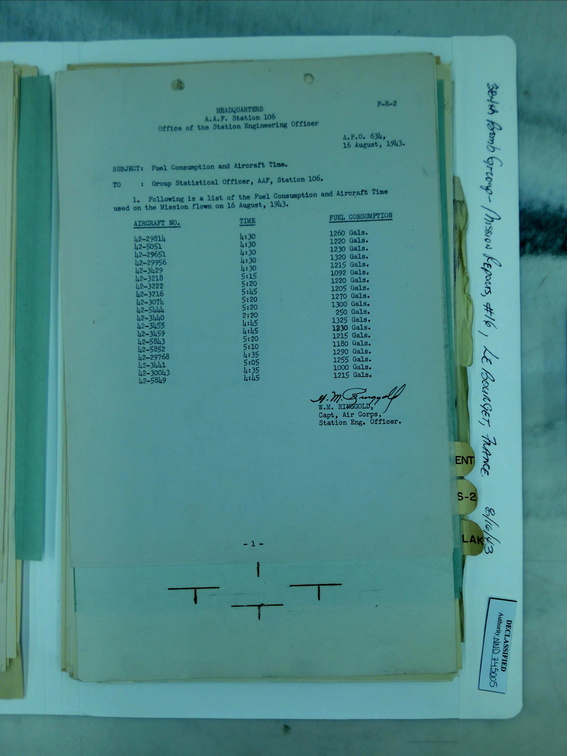 F-R-2
HEADQUARTERS
A.A.F. Station 106
Office of the Station Engineering Officer
A.P.O. 634,
16 August, 1943.
SUBJECT: Fuel Consumption and Aircraft Time.
TO : Group Statistical Officer, AAF, Station 106.
1. Following is a list of the Fuel Consumption and Aircraft Time
used on the Mission flown on 16 August, 1943.
AIRCRAFT NO. TIME FUEL CONSUMPTION
42-29814 4:30 1260 Gals.
42-5051 4:30 1220 Gals.
42-29651 4:30 1230 Gals.
42-29956 4:30 1320 Gals.
42-3429 4:30 1215 Gals.
42-3218 5:15 1092 Gals.
42-3222 5:20 1220 Gals.
42-3216 5:45 1205 Gals.
42-3074 5:20 1270 Gals.
42-5444 5:20 1300 Gals.
42-3440 2:20 250 Gals.
42-3455 4:45 1325 Gals.
42-3459 4:45 1230 Gals.
42-5843 5:20 1215 Gals.
42-5852 5:10 1180 Gals.
42-29768 4:35 1290 Gals.
42-3441 5:05 1255 Gals.
42-30043 4:35 1000 Gals.
42-5849 4:45 1215 Gals.
W.M. Ringgold
W.M. RINGGOLD,
Capt, Air Corps,
Station Eng. Officer.
- 1 -
384th Bomb Group - Mission Reports, #16, Le Bourget, France 8/16/43
ENT
S-2
LAK
DECLASSIFIED
Authority NND 745005